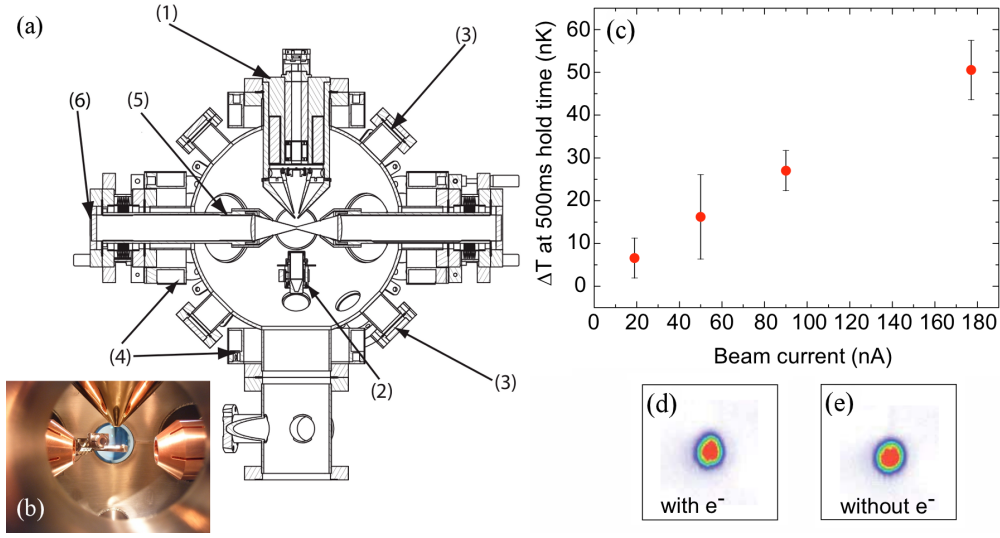 (a)
(1)
(3)
(6)
(5)
(4)
(2)
(3)
(b)
(c)
ΔT at 500ms hold time (nK)
60
50
40
30
20
10
0
0 20 40 60 80 100 120 140 160 180
Beam current (nA)
(d)
with e⁻
(e)
without e⁻